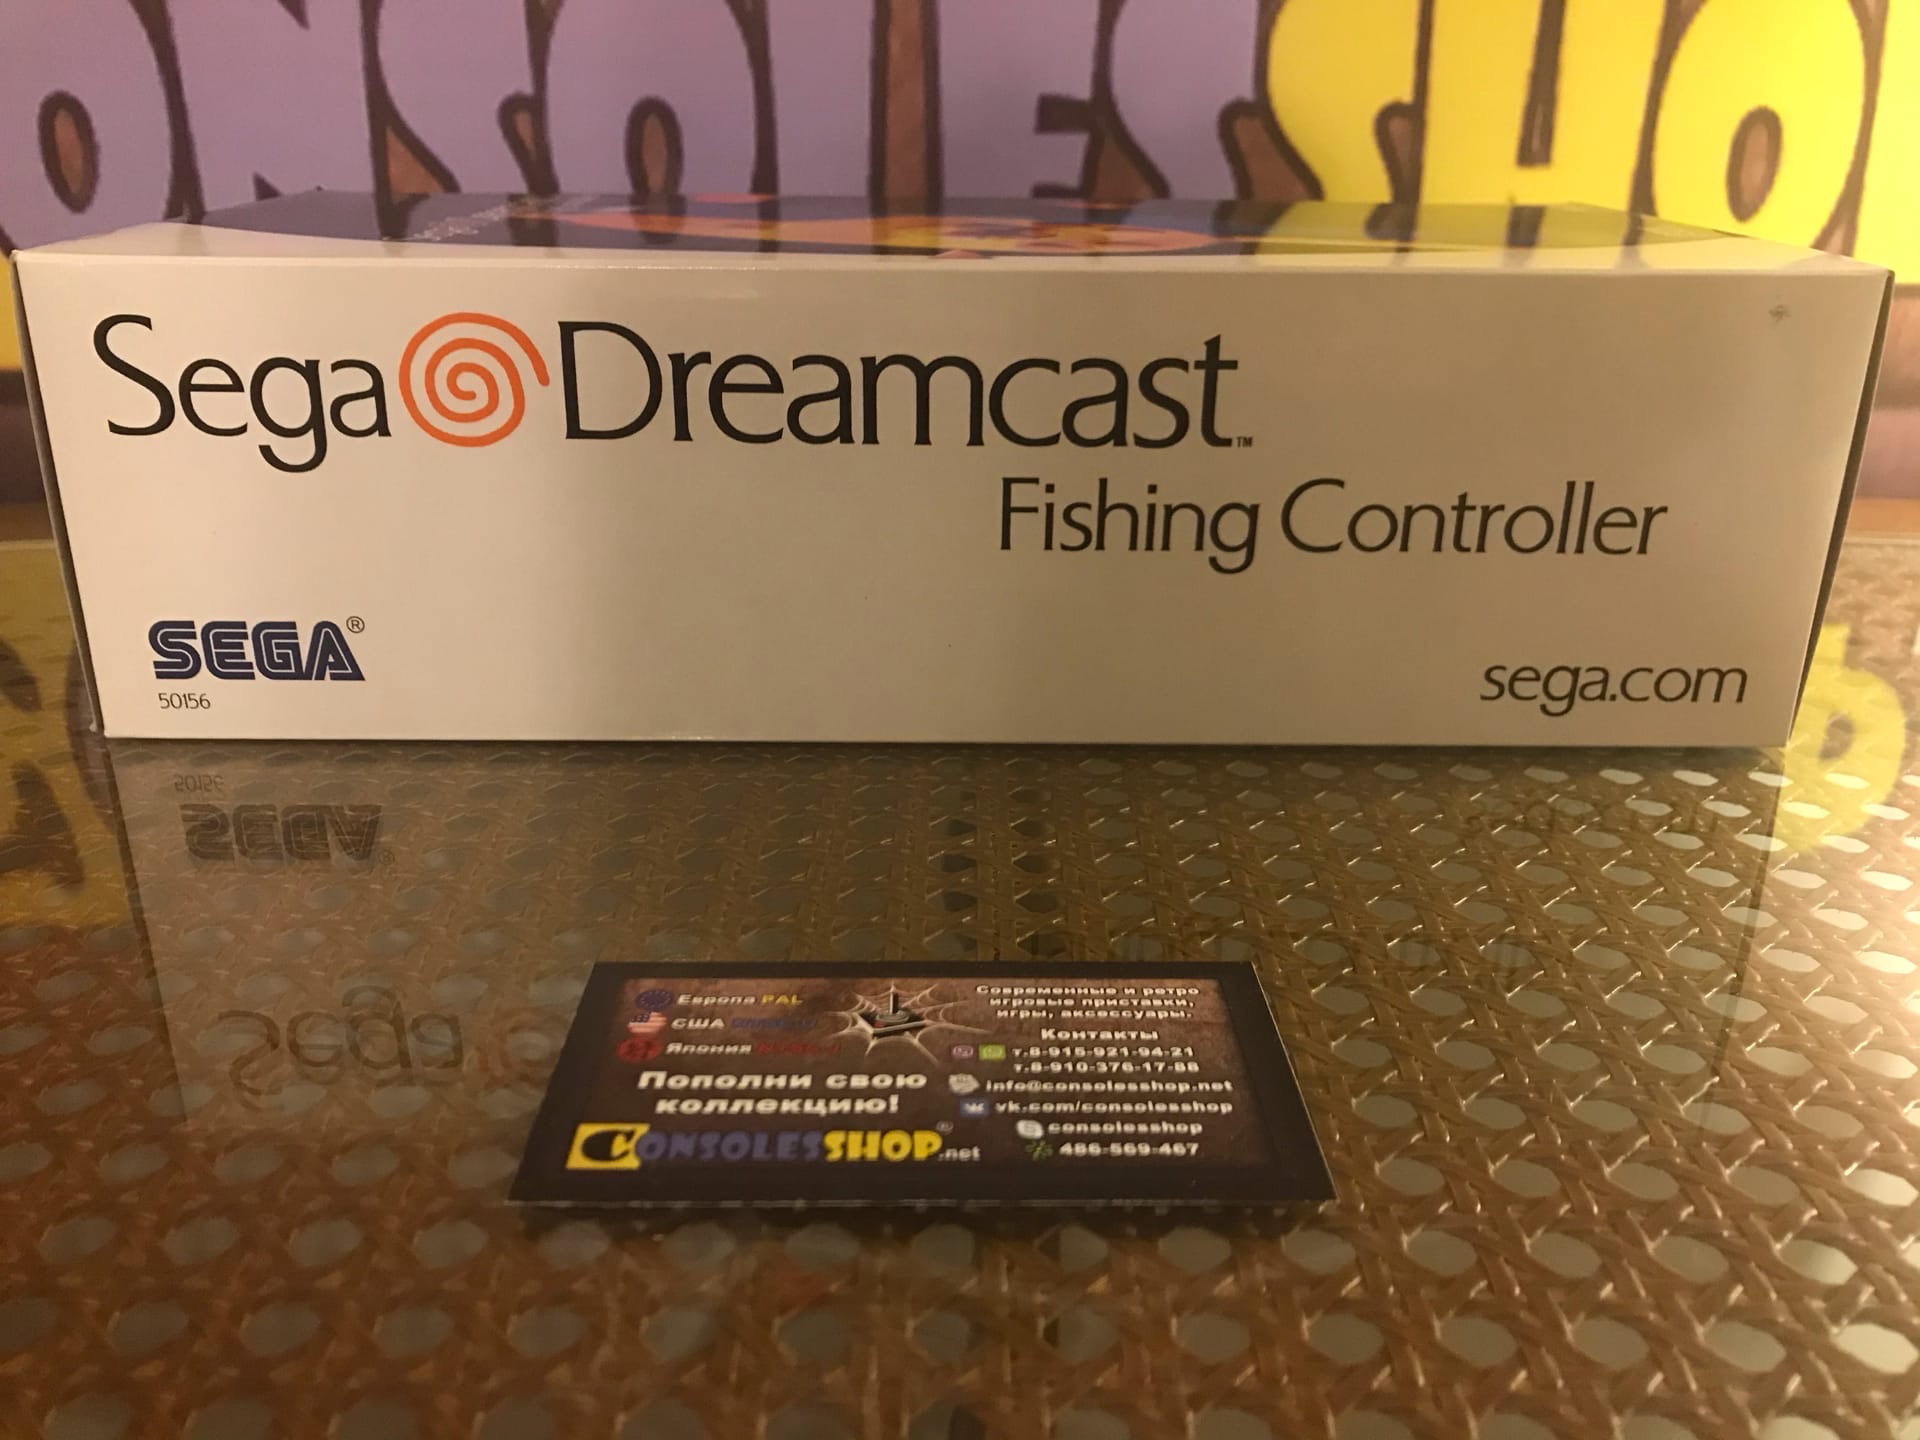 ONSOLESSHO
Sega Dreamcast™
Fishing Controller
SEGA®
50156
sega.com
Европа PAL
США
Япония
Пополни свою
коллекцию!
CONSOLESSHOP®.net
Современные и ретро
игровые приставки,
игры, аксессуары.
Контакты
т.8-915-921-94-21
т.8-910-376-17-88
info@consolesshop.net
vk.com/consolesshop
consolesshop
486-569-467